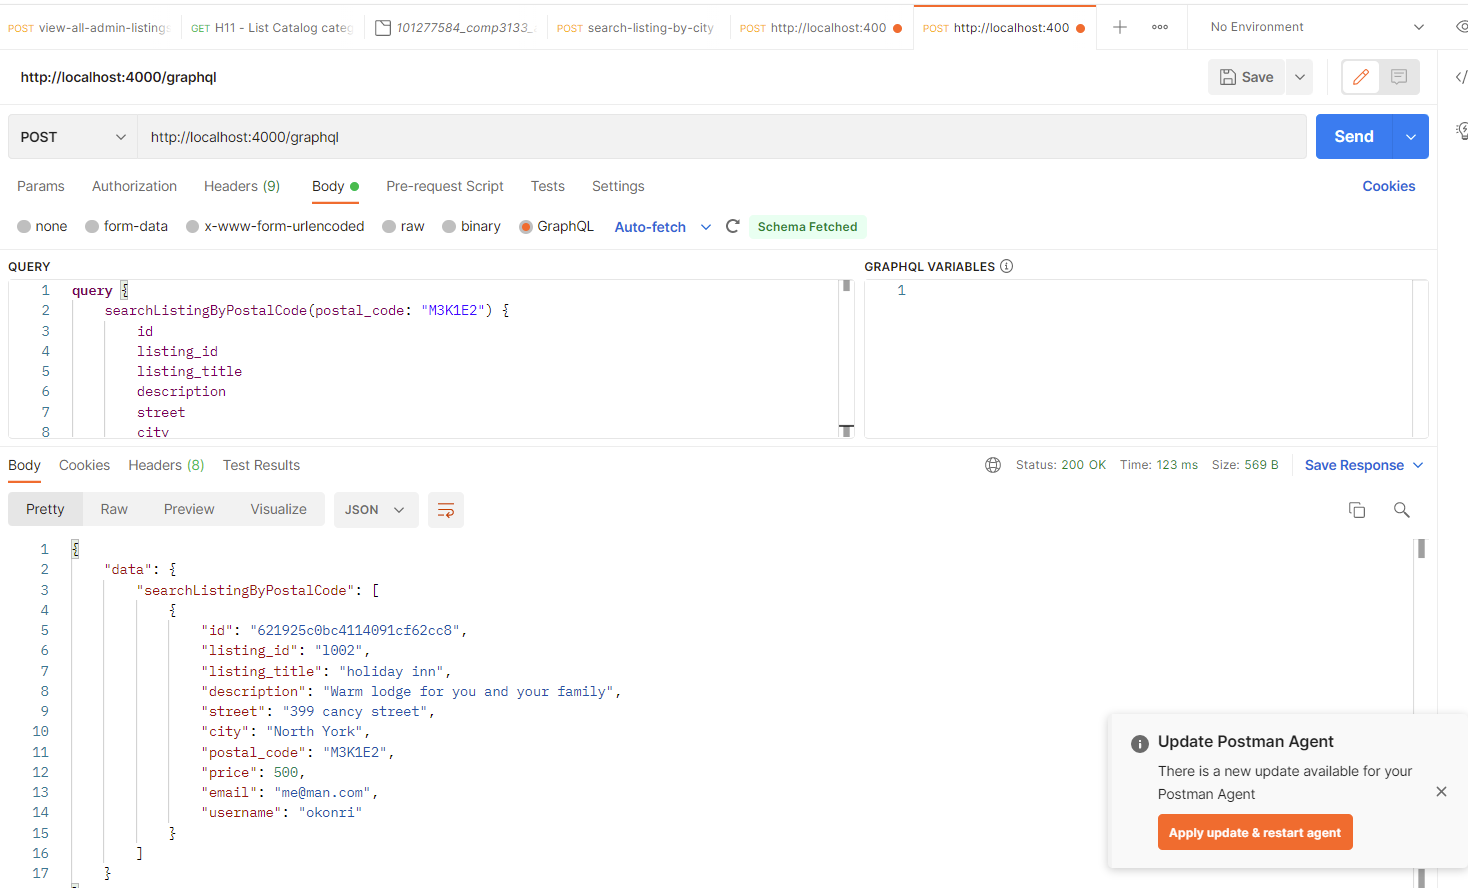 POST view-all-admin-listings GET H11 - List Catalog categ 101277584_comp3133_ POST search-listing-by-city POST http://localhost:400 POST http://localhost:400 No Environment
http://localhost:4000/graphql Save
POST http://localhost:4000/graphql Send
Params Authorization Headers (9) Body Pre-request Script Tests Settings Cookies
none form-data x-www-form-urlencoded raw binary GraphQL Auto-fetch Schema Fetched
QUERY GRAPHQL VARIABLES
1 query { 1
2 searchListingByPostalCode(postal_code: "M3K1E2") {
3 id
4 listing_id
5 listing_title
6 description
7 street
8 city
Body Cookies Headers (8) Test Results Status: 200 OK Time: 123 ms Size: 569 B Save Response
Pretty Raw Preview Visualize JSON
1 {
2 "data": {
3 "searchListingByPostalCode": [
4 {
5 "id": "621925c0bc4114091cf62cc8",
6 "listing_id": "l002",
7 "listing_title": "holiday inn",
8 "description": "Warm lodge for you and your family",
9 "street": "399 cancy street",
10 "city": "North York",
11 "postal_code": "M3K1E2",
12 "price": 500,
13 "email": "me@man.com",
14 "username": "okonri"
15 }
16 ]
17 }
Update Postman Agent
There is a new update available for your
Postman Agent
Apply update & restart agent